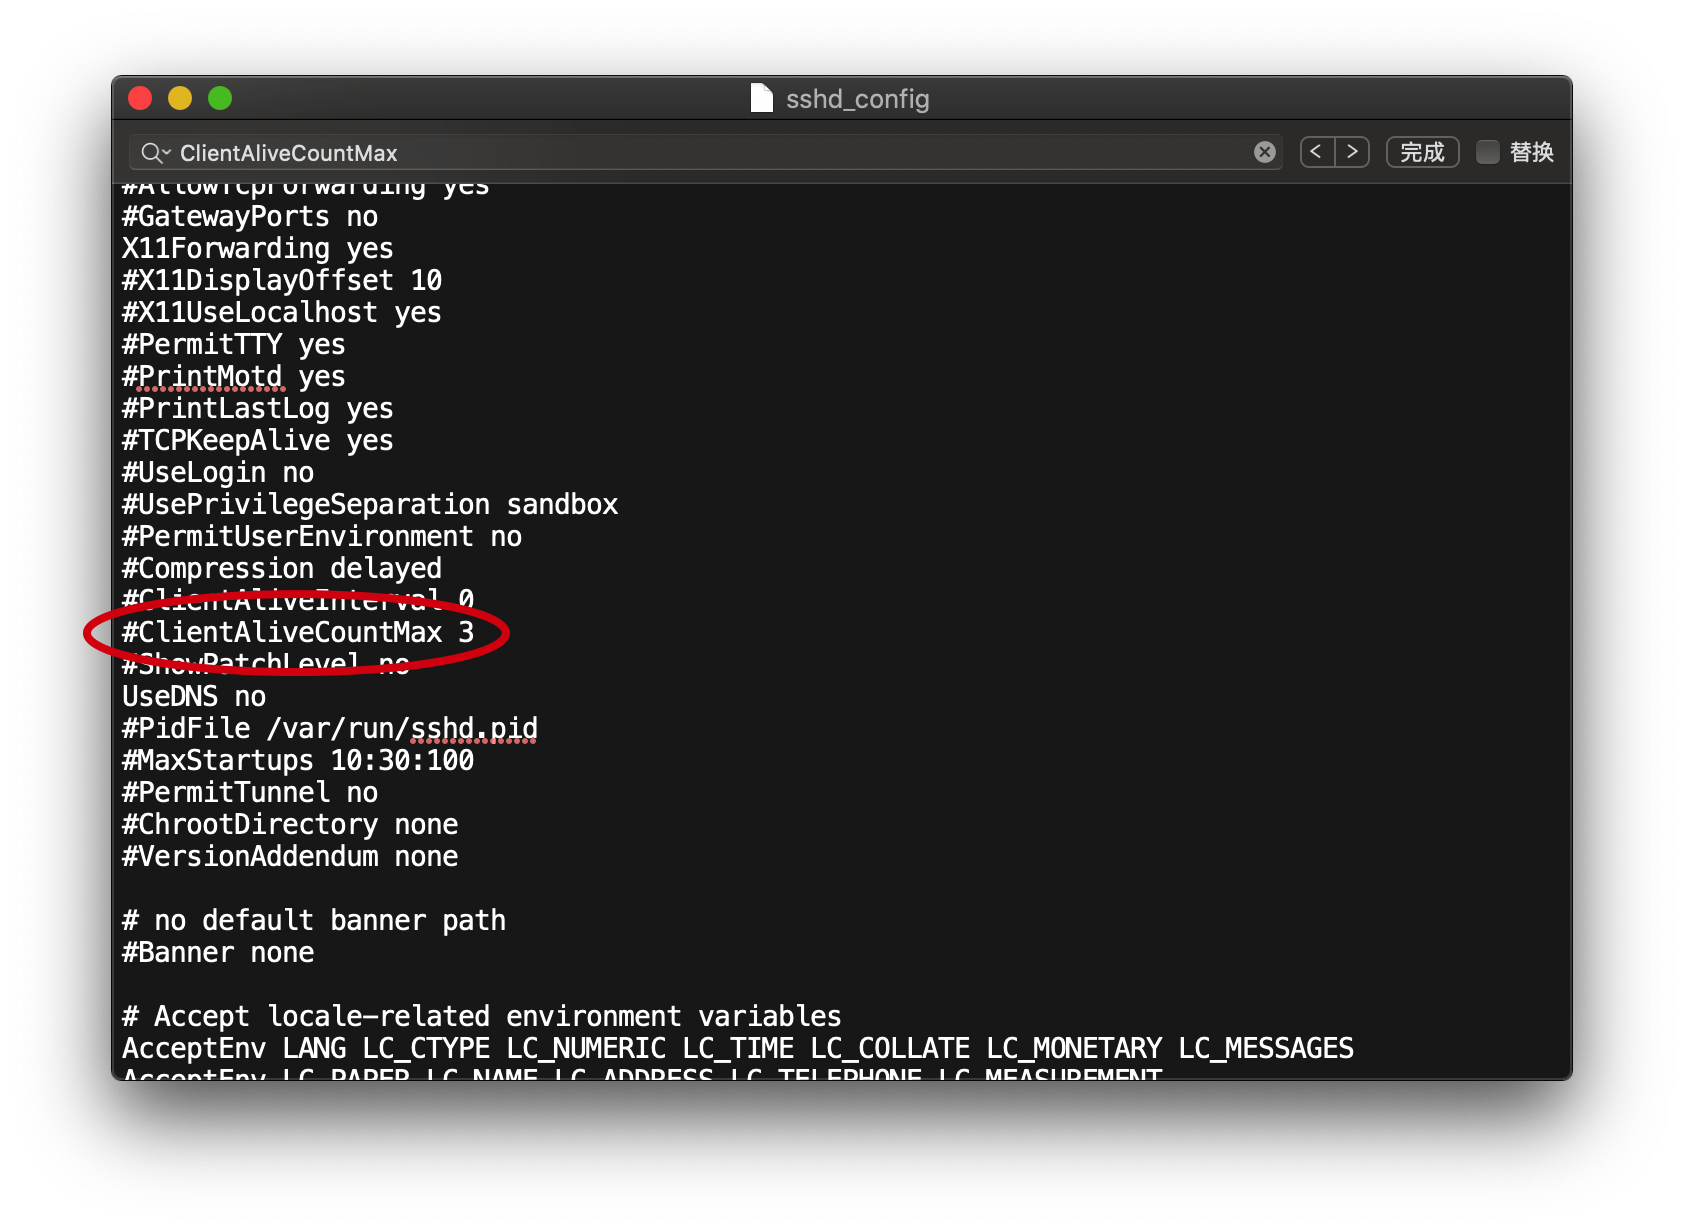 sshd_config
ClientAliveCountMax
< > 完成 替换
#AllowTcpForwarding yes
#GatewayPorts no
X11Forwarding yes
#X11DisplayOffset 10
#X11UseLocalhost yes
#PermitTTY yes
#PrintMotd yes
#PrintLastLog yes
#TCPKeepAlive yes
#UseLogin no
#UsePrivilegeSeparation sandbox
#PermitUserEnvironment no
#Compression delayed
#ClientAliveInterval 0
#ClientAliveCountMax 3
#ShowPatchLevel no
UseDNS no
#PidFile /var/run/sshd.pid
#MaxStartups 10:30:100
#PermitTunnel no
#ChrootDirectory none
#VersionAddendum none
# no default banner path
#Banner none
# Accept locale-related environment variables
AcceptEnv LANG LC_CTYPE LC_NUMERIC LC_TIME LC_COLLATE LC_MONETARY LC_MESSAGES
AcceptEnv LC_PAPER LC_NAME LC_ADDRESS LC_TELEPHONE LC_MEASUREMENT